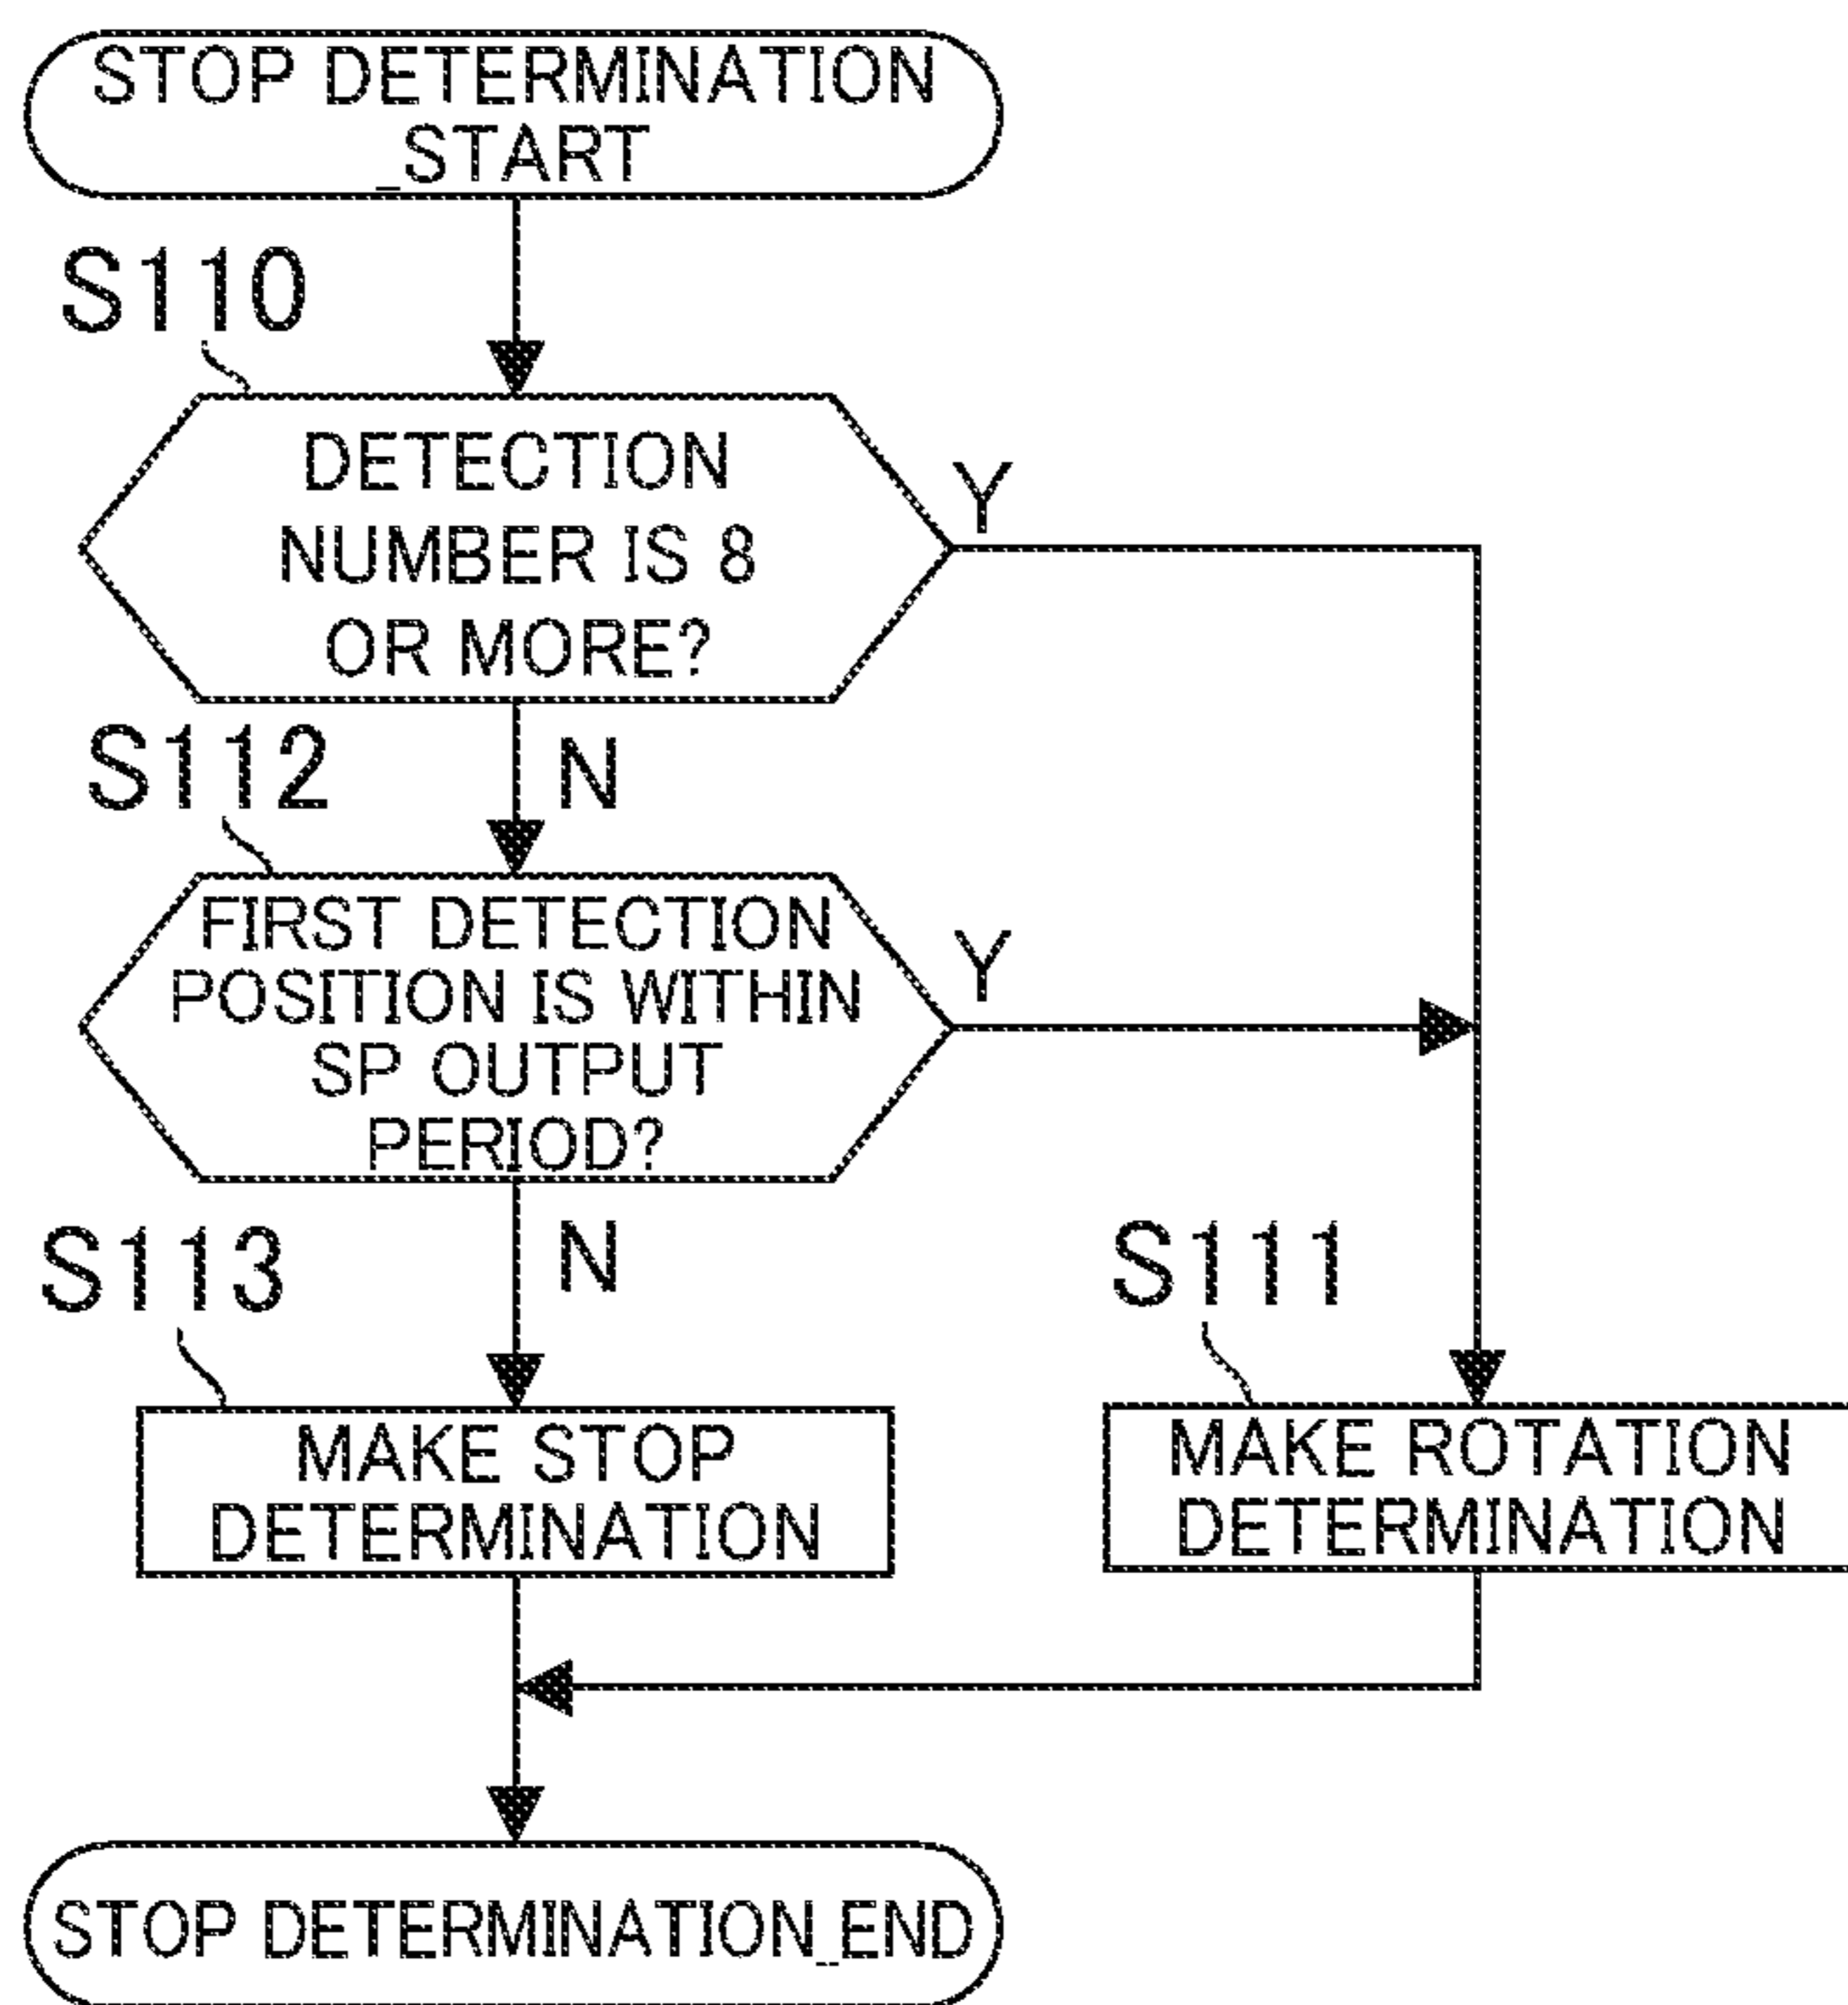 STOP DETERMINATION
_START
S110
DETECTION
NUMBER IS 8
OR MORE?
Y
S112
N
FIRST DETECTION
POSITION IS WITHIN
SP OUTPUT
PERIOD?
Y
S113
N
S111
MAKE STOP
DETERMINATION
MAKE ROTATION
DETERMINATION
STOP DETERMINATION_END